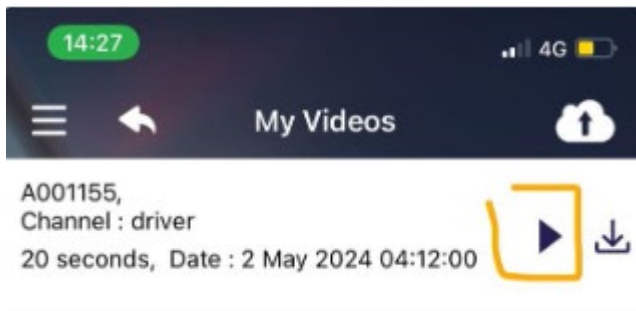 14:27
4G
My Videos
A001155,
Channel : driver
20 seconds, Date : 2 May 2024 04:12:00